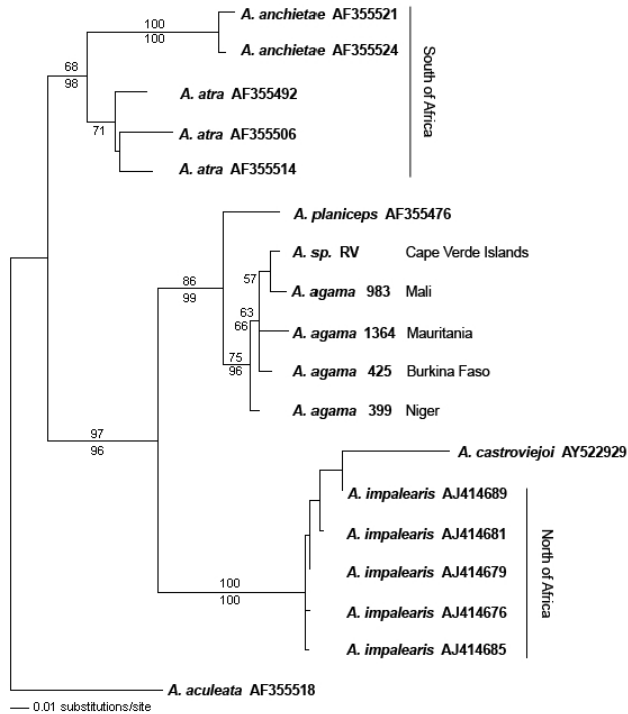 A. anchietae AF355521
100
100
A. anchietae AF355524
68
98
A. atra AF355492
71
A. atra AF355506
A. atra AF355514
South of Africa
A. planiceps AF355476
A. sp. RV Cape Verde Islands
57
86
99
A. agama 983 Mali
63
66
A. agama 1364 Mauritania
75
96
A. agama 425 Burkina Faso
A. agama 399 Niger
97
96
A. castroviejoi AY522929
A. impalearis AJ414689
A. impalearis AJ414681
A. impalearis AJ414679
100
100
A. impalearis AJ414676
A. impalearis AJ414685
North of Africa
A. aculeata AF355518
0.01 substitutions/site